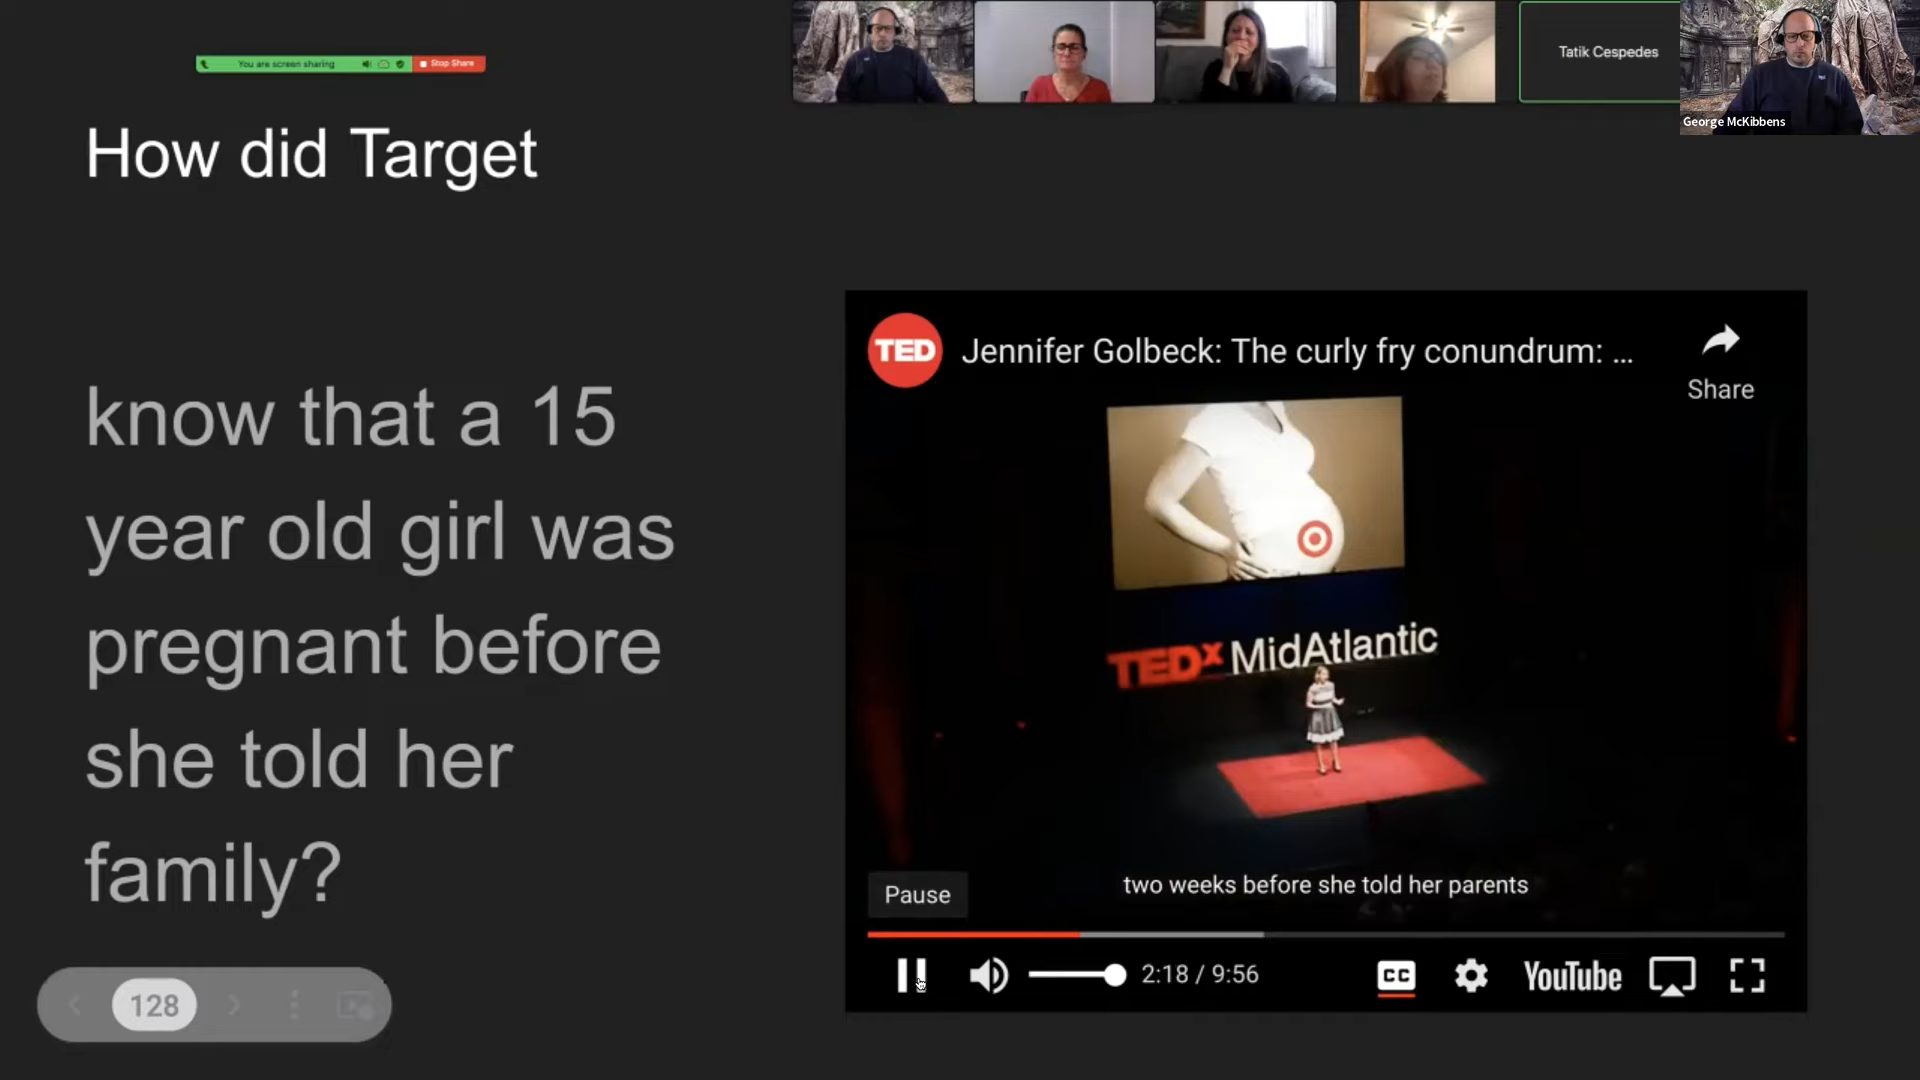 You are screen sharing
Stop Share
Tatik Cespedes
George McKibbens
How did Target
know that a 15
year old girl was
pregnant before
she told her
family?
TED
Jennifer Golbeck: The curly fry conundrum: ...
Share
TEDx MidAtlantic
two weeks before she told her parents
Pause
2:18 / 9:56
CC
YouTube
128